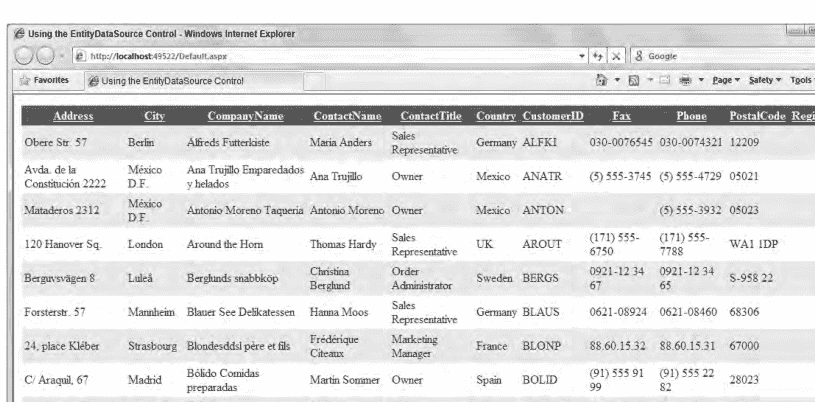 Using the EntityDataSource Control - Windows Internet Explorer
http://localhost:49522/Default.aspx
Google
Favorites Using the EntityDataSource Control Page Safety Tools
Address City CompanyName ContactName ContactTitle Country CustomerID Fax Phone PostalCode Regi
Obere Str. 57 Berlin Alfreds Futterkiste Maria Anders Sales Representative Germany ALFKI 030-0076545 030-0074321 12209
Avda. de la Constitución 2222 México D.F. Ana Trujillo Emparedados y helados Ana Trujillo Owner Mexico ANATR (5) 555-3745 (5) 555-4729 05021
Mataderos 2312 México D.F. Antonio Moreno Taquería Antonio Moreno Owner Mexico ANTON (5) 555-3932 05023
120 Hanover Sq. London Around the Horn Thomas Hardy Sales Representative UK AROUT (171) 555-6750 (171) 555-7788 WA1 1DP
Berguvsvägen 8 Luleå Berglunds snabbköp Christina Berglund Order Administrator Sweden BERGS 0921-12 34 67 0921-12 34 65 S-958 22
Forsterstr. 57 Mannheim Blauer See Delikatessen Hanna Moos Sales Representative Germany BLAUS 0621-08924 0621-08460 68306
24, place Kléber Strasbourg Blondesddsl père et fils Frédérique Citeaux Marketing Manager France BLONP 88.60.15.32 88.60.15.31 67000
C/ Araquil, 67 Madrid Bólido Comidas preparadas Martín Sommer Owner Spain BOLID (91) 555 91 99 (91) 555 22 82 28023